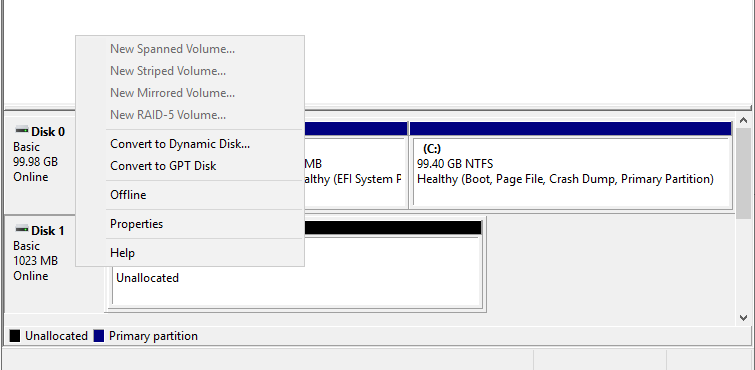 New Spanned Volume...
New Striped Volume...
New Mirrored Volume...
New RAID-5 Volume...
Convert to Dynamic Disk...
Convert to GPT Disk
Offline
Properties
Help
Disk 0
Basic
99.98 GB
Online
MB
althy (EFI System P
(C:)
99.40 GB NTFS
Healthy (Boot, Page File, Crash Dump, Primary Partition)
Disk 1
Basic
1023 MB
Online
Unallocated
Unallocated Primary partition